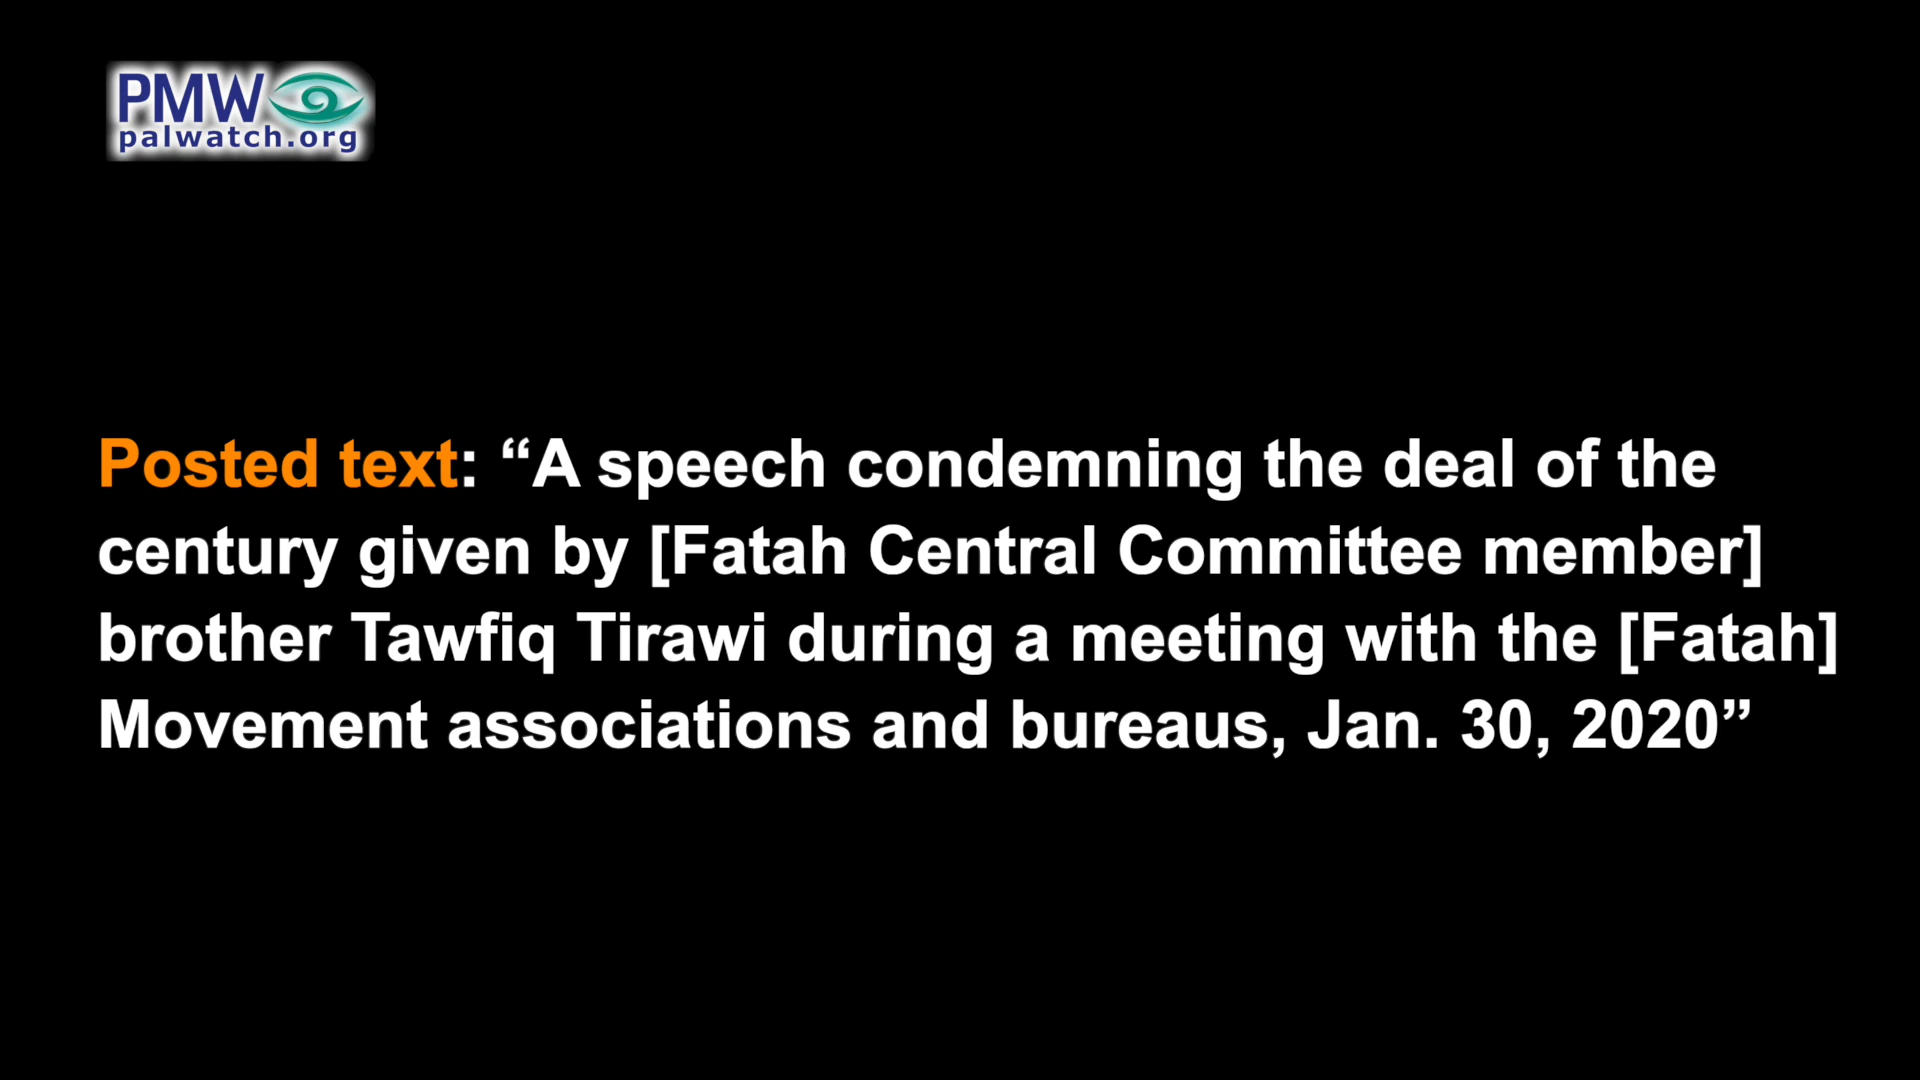 PMW
palwatch.org
Posted text: “A speech condemning the deal of the
century given by [Fatah Central Committee member]
brother Tawfiq Tirawi during a meeting with the [Fatah]
Movement associations and bureaus, Jan. 30, 2020”